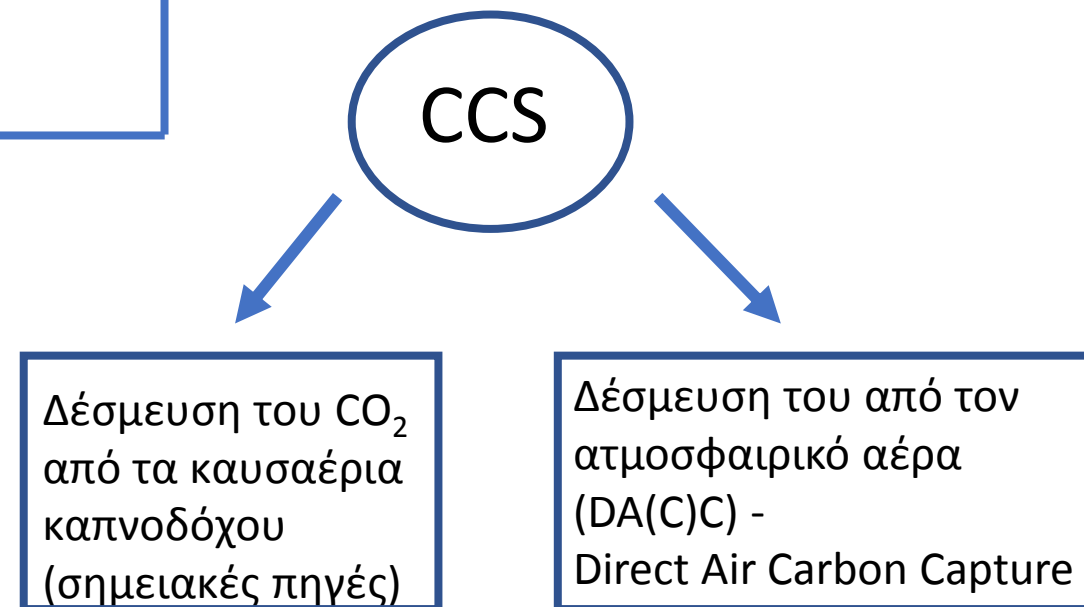 CCS
Δέσμευση του CO₂
από τα καυσαέρια
καπνοδόχου
(σημειακές πηγές)
Δέσμευση του από τον
ατμοσφαιρικό αέρα
(DA(C)C) -
Direct Air Carbon Capture